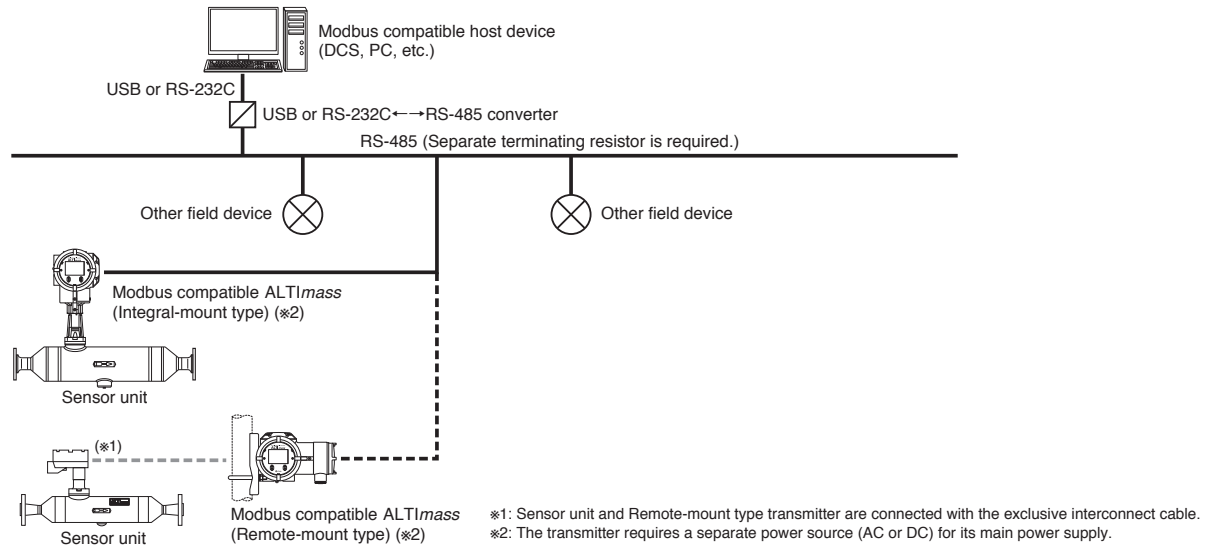 Modbus compatible host device
(DCS, PC, etc.)
USB or RS-232C
USB or RS-232C←→RS-485 converter
RS-485 (Separate terminating resistor is required.)
Other field device
Other field device
Modbus compatible ALTImass
(Integral-mount type) (※2)
Sensor unit
(※1)
Modbus compatible ALTImass
(Remote-mount type) (※2)
Sensor unit
※1: Sensor unit and Remote-mount type transmitter are connected with the exclusive interconnect cable.
※2: The transmitter requires a separate power source (AC or DC) for its main power supply.